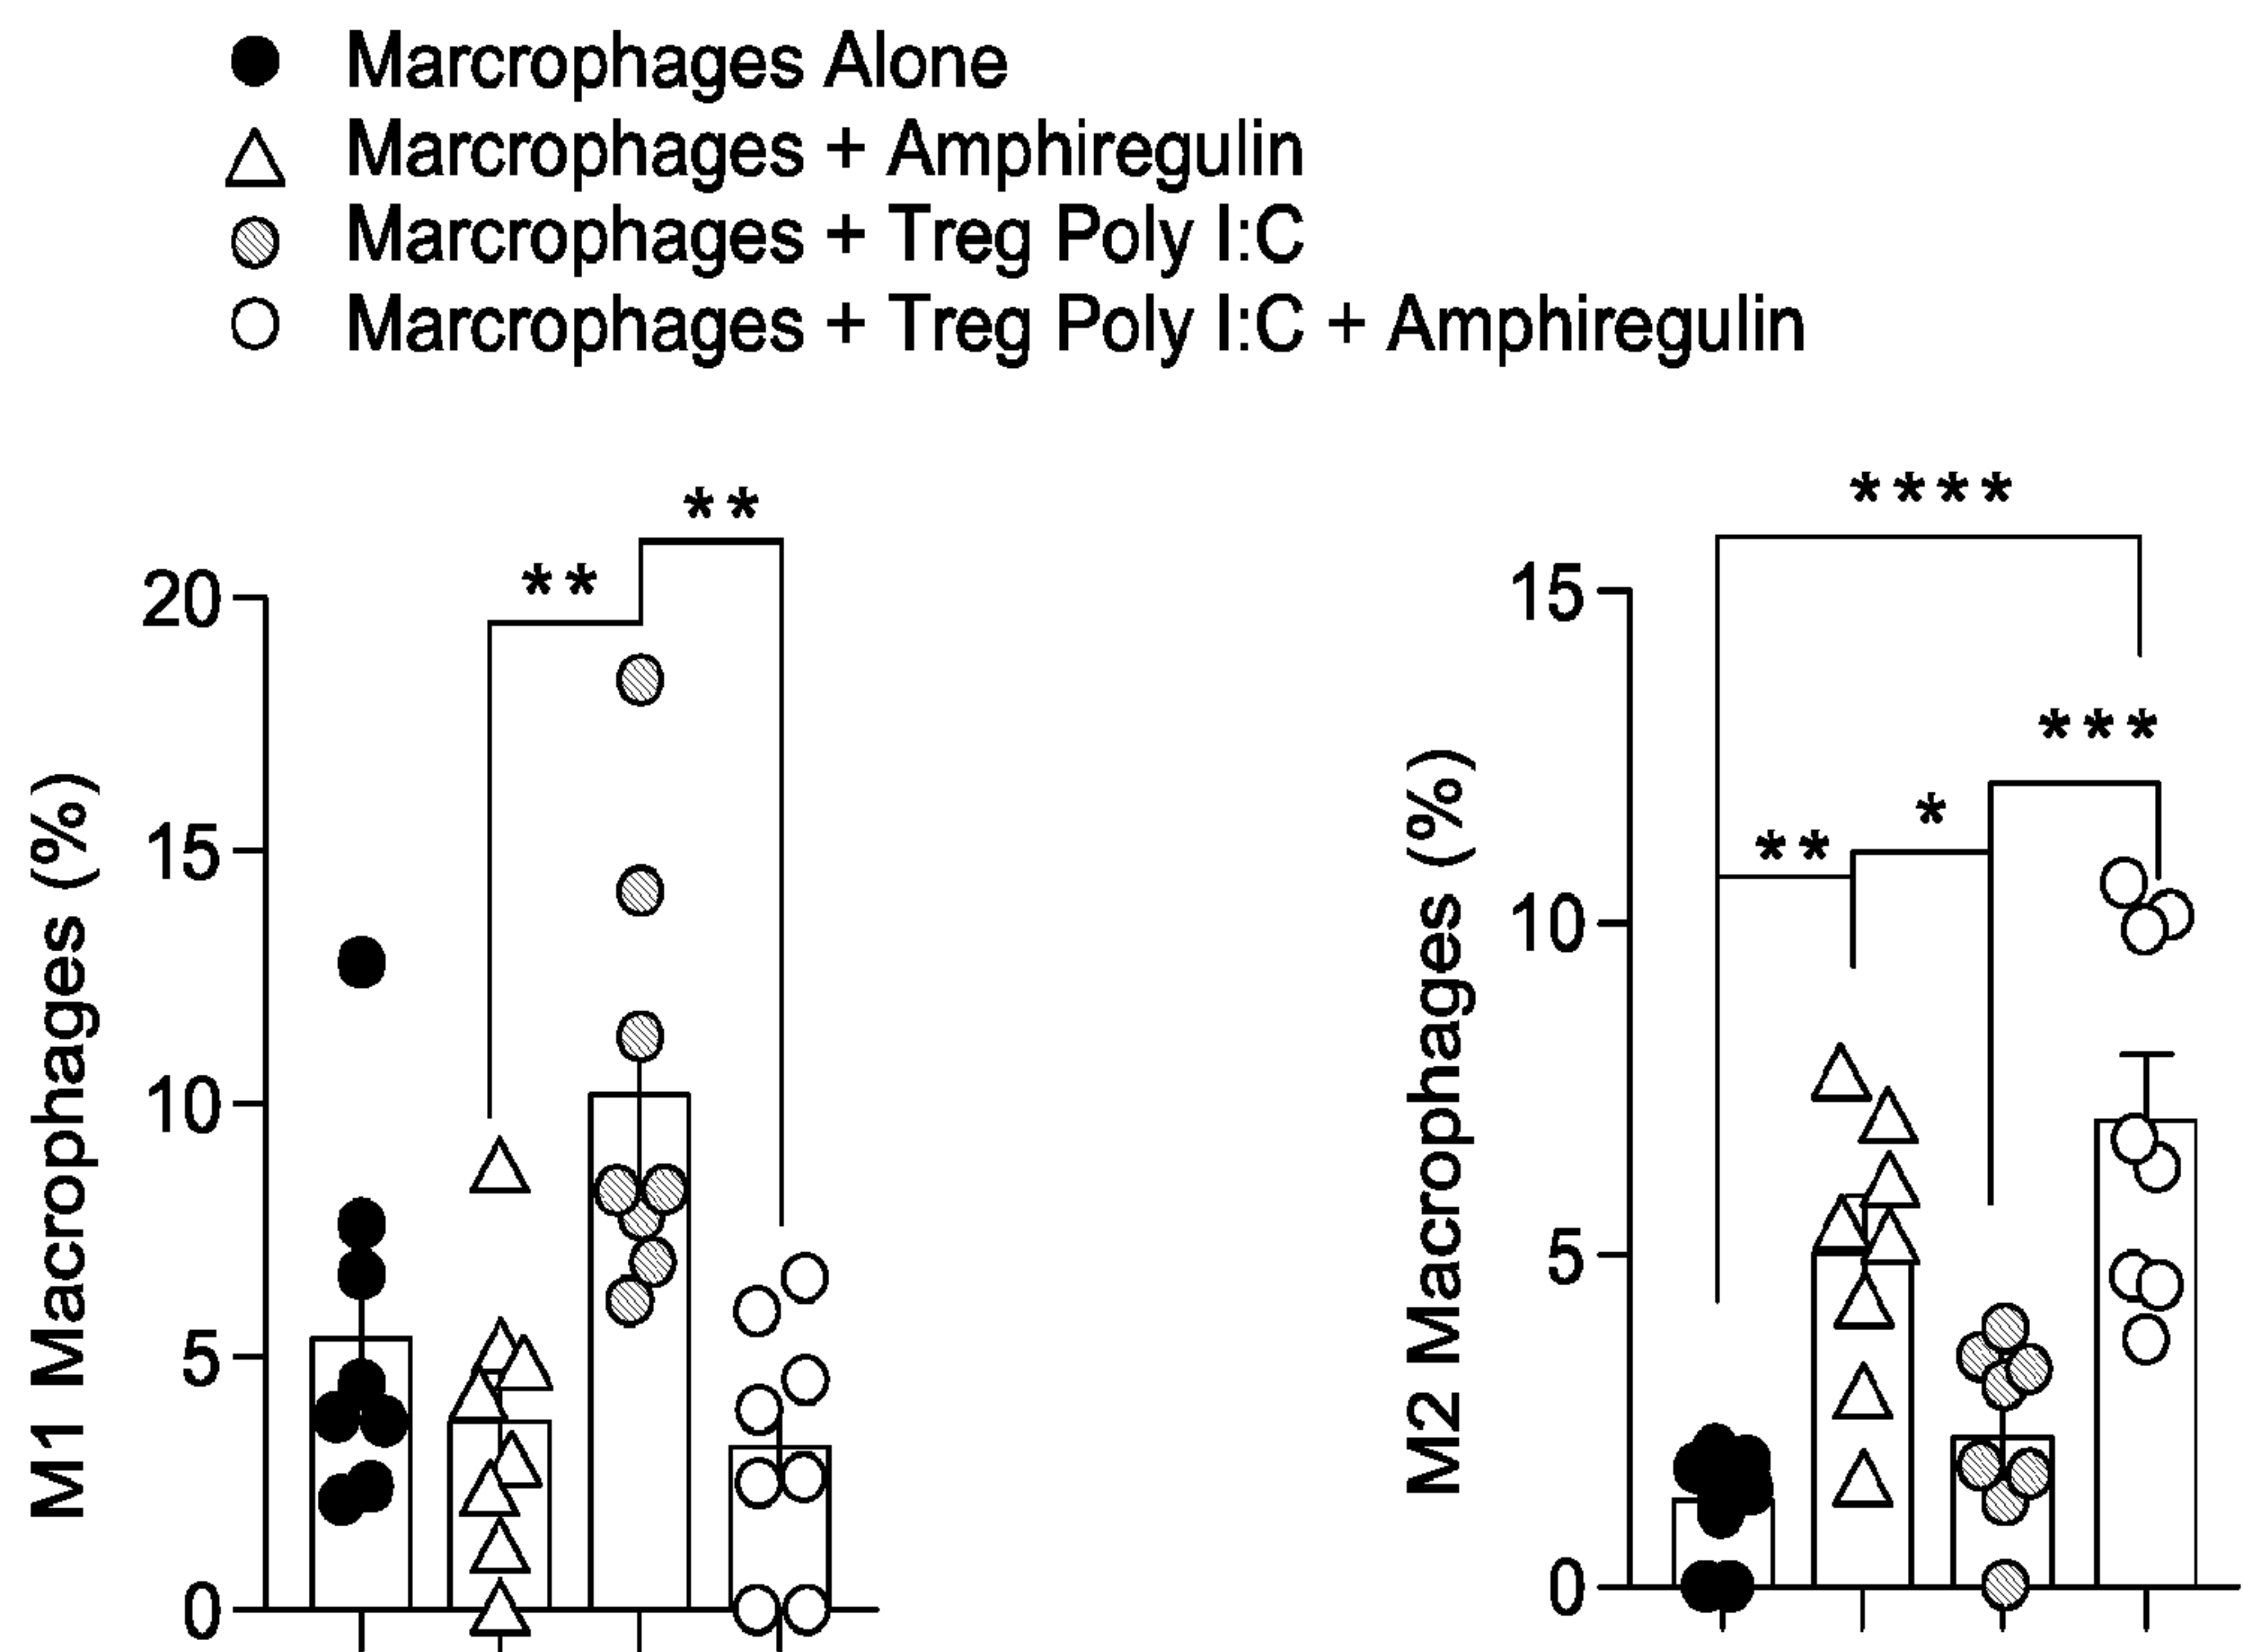 Marcrophages Alone
Marcrophages + Amphiregulin
Marcrophages + Treg Poly I:C
Marcrophages + Treg Poly I:C + Amphiregulin
M1 Macrophages (%)
20
15
10
5
0
**
**
M2 Macrophages (%)
15
10
5
0
****
***
*
**